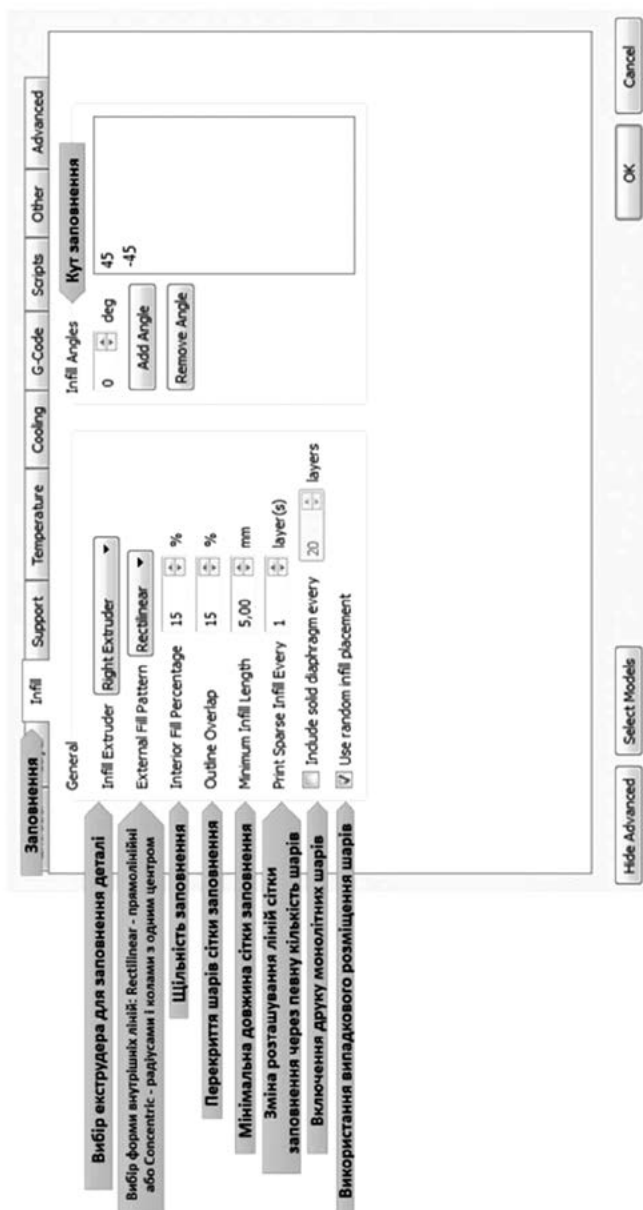 Заповнення
Infill
Support
Temperature
Cooling
G-Code
Scripts
Other
Advanced
General
Вибір екструдера для заповнення деталі
Infill Extruder
Right Extruder
Вибір форми внутрішніх ліній: Rectilinear - прямолінійні
або Concentric - радіусами і колами з одним центром
External Fill Pattern
Rectilinear
Щільність заповнення
Interior Fill Percentage
15
%
Перекриття шарів сітки заповнення
Outline Overlap
15
%
Мінімальна довжина сітки заповнення
Minimum Infill Length
5,00
mm
Зміна розташування ліній сітки
заповнення через певну кількість шарів
Print Sparse Infill Every
1
layer(s)
Включення друку монолітних шарів
Include solid diaphragm every
20
layers
Використання випадкового розміщення шарів
Use random infill placement
Infill Angles
Кут заповнення
0
deg
Add Angle
Remove Angle
45
-45
Hide Advanced
Select Models
OK
Cancel